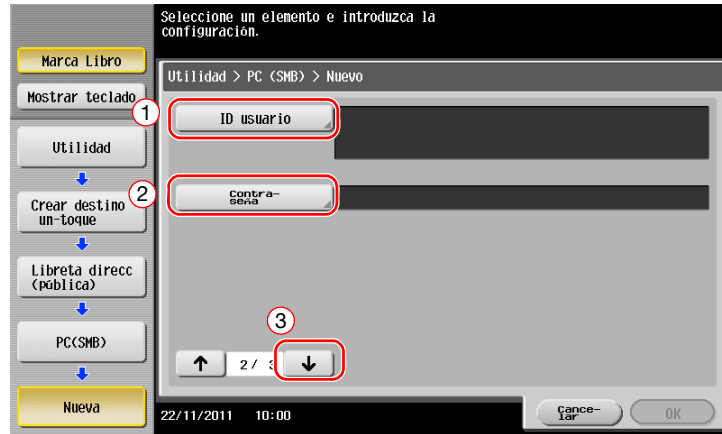 Seleccione un elemento e introduzca la
configuración.
Marca Libro
Mostrar teclado
Utilidad
Crear destino
un-toque
Libreta direcc
(pública)
PC(SMB)
Nueva
Utilidad > PC (SMB) > Nuevo
1
ID usuario
2
Contra-
seña
3
↑ 2/ 3 ↓
22/11/2011 10:00
Cance-
lar
OK